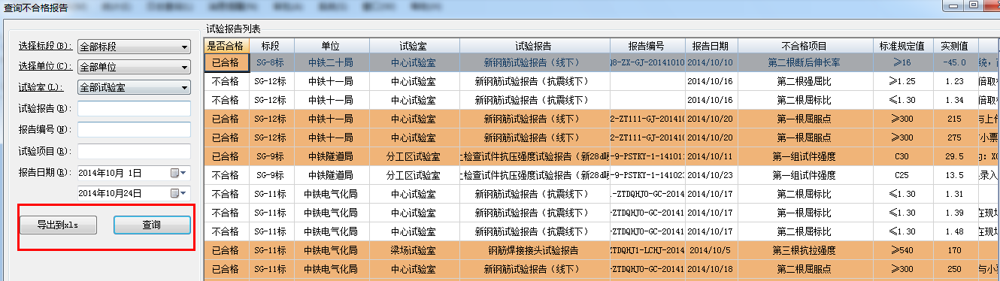 查询不合格报告
选择标段(B): 全部标段
选择单位(C): 全部单位
试验室(L): 全部试验室
试验报告(R):
报告编号(N):
试验项目(R):
报告日期(R): 2014年10月 1日
2014年10月24日
导出到xls 查询
试验报告列表
是否合格 标段 单位 试验室 试验报告 报告编号 报告日期 不合格项目 标准规定值 实测值
已合格 SG-8标 中铁二十局 中心试验室 新钢筋试验报告(线下) 08-ZX-GJ-20141010 2014/10/10 第二根断后伸长率 ≥16 -45.0
不合格 SG-12标 中铁十一局 中心试验室 新钢筋试验报告(抗震线下) 2014/10/16 第二根强屈比 ≥1.25 1.23 倍取样
不合格 SG-12标 中铁十一局 中心试验室 新钢筋试验报告(抗震线下) 2014/10/16 第二根屈标比 ≤1.30 1.34 倍取样
已合格 SG-12标 中铁十一局 中心试验室 新钢筋试验报告(线下) 2-ZT111-GJ-20141 2014/10/20 第一根屈服点 ≥300 215 与上传
已合格 SG-12标 中铁十一局 中心试验室 新钢筋试验报告(线下) 2-ZT111-GJ-20141 2014/10/20 第一根屈服点 ≥300 275 小票
已合格 SG-9标 中铁隧道局 分工区试验室 检查试件抗压强度试验报告(新28d -9-PSTKY-1-14101 2014/10/11 第一组试件强度 C30 29.5
不合格 SG-9标 中铁隧道局 分工区试验室 检查试件抗压强度试验报告(新28d -9-PSTKY-1-14102 2014/10/23 第一组试件强度 C25 13.5 录入
不合格 SG-11标 中铁电气化局 中心试验室 新钢筋试验报告(抗震线下) -ZTDQHJO-GC-2014 2014/10/17 第一根屈标比 ≤1.30 1.31
不合格 SG-11标 中铁电气化局 中心试验室 新钢筋试验报告(抗震线下) -ZTDQHJO-GC-20141 2014/10/17 第一根屈标比 ≤1.30 1.39 在现场
不合格 SG-11标 中铁电气化局 中心试验室 新钢筋试验报告(抗震线下) -ZTDQHJO-GC-20141 2014/10/17 第二根屈标比 ≤1.30 1.48 在现场
已合格 SG-11标 中铁电气化局 梁场试验室 钢筋焊接接头试验报告 ZTDQHJ1-LCHJ-2014 2014/10/5 第三根抗拉强度 ≥540 170
已合格 SG-11标 中铁电气化局 中心试验室 新钢筋试验报告(线下) -ZTDQHJO-GC-20141 2014/10/18 第二根屈服点 ≥300 250 与小票